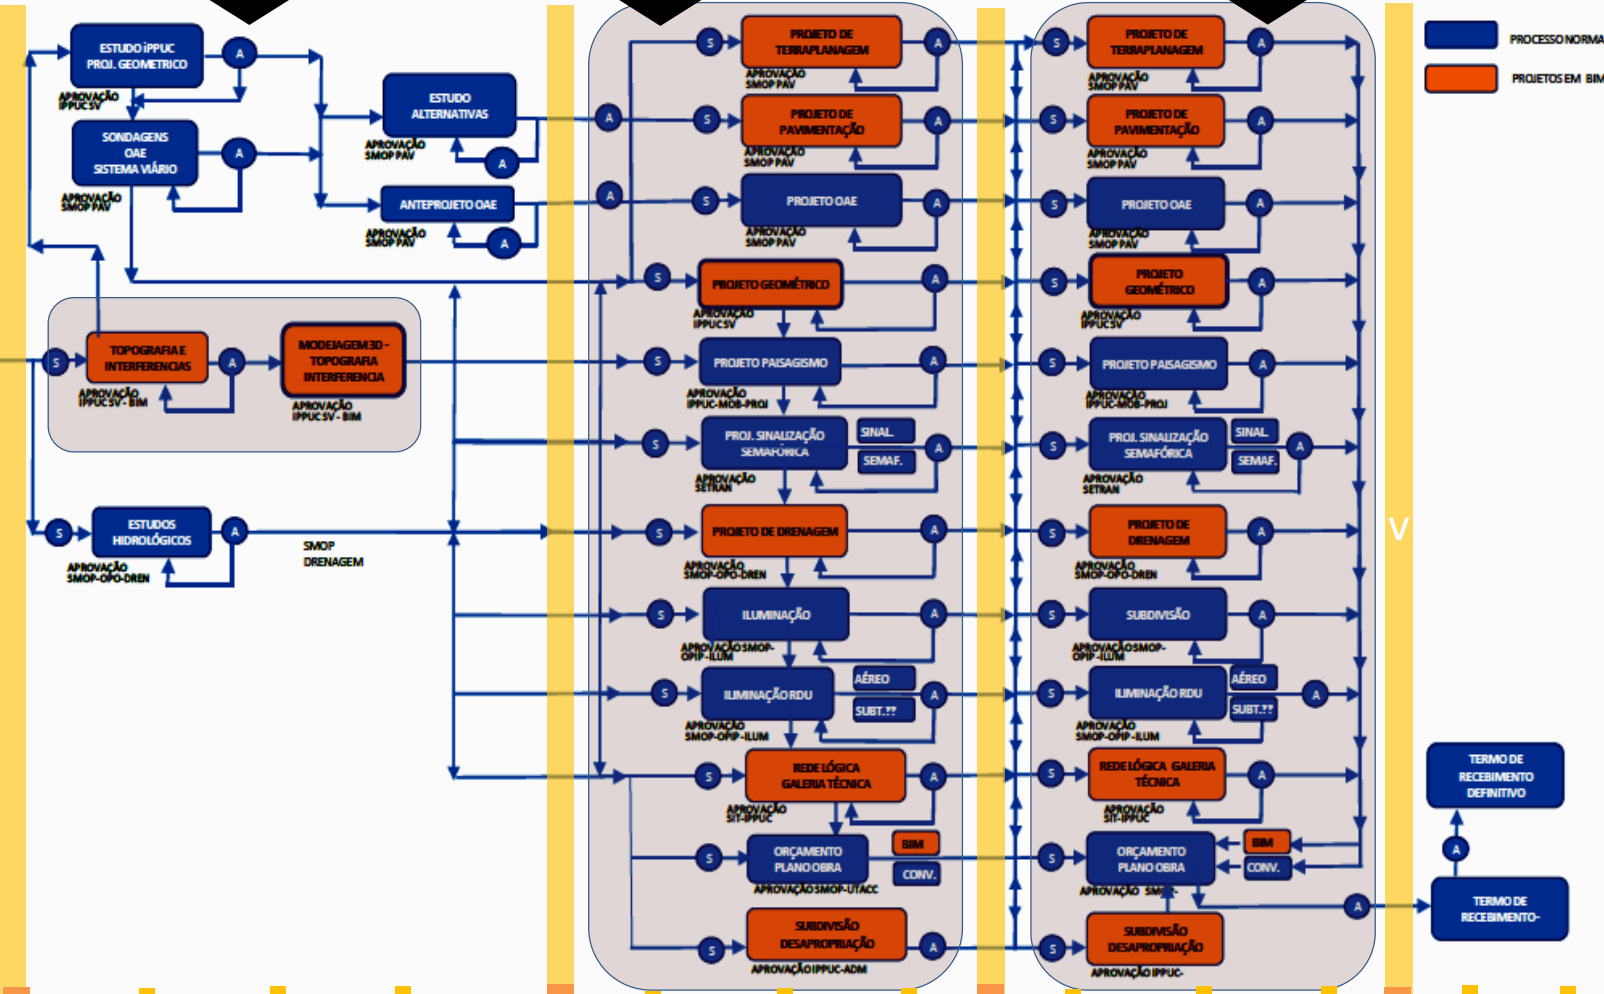 ESTUDO iPPUC
PROJ. GEOMETRICO
A
APROVAÇÃO
IPPUC SV
SONDAGENS
OAE
SISTEMA VIÁRIO
A
APROVAÇÃO
SMOP PAV
ESTUDO
ALTERNATIVAS
APROVAÇÃO
SMOP PAV
A
ANTEPROJETO OAE
APROVAÇÃO
SMOP PAV
A
S
TOPOGRAFIA E
INTERFERENCIAS
A
APROVAÇÃO
IPPUC SV - BIM
MODEJAGEM 3D -
TOPOGRAFIA
INTERFERENCIA
APROVAÇÃO
IPPUC SV - BIM
S
ESTUDOS
HIDROLÓGICOS
A
APROVAÇÃO
SMOP-OPO-DREN
SMOP
DRENAGEM
A
A
S
PROJETO DE
TERRAPLANAGEM
A
APROVAÇÃO
SMOP PAV
S
PROJETO DE
PAVIMENTAÇÃO
A
APROVAÇÃO
SMOP PAV
S
PROJETO OAE
A
APROVAÇÃO
SMOP PAV
S
PROJETO GEOMÉTRICO
A
APROVAÇÃO
IPPUC SV
S
PROJETO PAISAGISMO
A
APROVAÇÃO
IPPUC-MOB-PROJ
S
PROJ. SINALIZAÇÃO
SEMAFÓRICA
SINAL.
SEMAF.
A
APROVAÇÃO
SETRAN
S
PROJETO DE DRENAGEM
A
APROVAÇÃO
SMOP-OPO-DREN
S
ILUMINAÇÃO
A
APROVAÇÃO SMOP-
OPIP-ILUM
S
ILIMINAÇÃO RDU
AÉREO
SUBT.??
A
APROVAÇÃO
SMOP-OPIP -ILUM
S
REDE LÓGICA
GALERIA TÉCNICA
A
APROVAÇÃO
SIT-IPPUC
S
ORÇAMENTO
PLANO OBRA
BIM
CONV.
APROVAÇÃO SMOP-UTACC
S
SUBDIVISÃO
DESAPROPRIAÇÃO
A
APROVAÇÃO IPPUC-ADM
S
PROJETO DE
TERRAPLANAGEM
A
APROVAÇÃO
SMOP PAV
S
PROJETO DE
PAVIMENTAÇÃO
A
APROVAÇÃO
SMOP PAV
S
PROJETO OAE
A
APROVAÇÃO
SMOP PAV
S
PROJETO
GEOMÉTRICO
A
APROVAÇÃO
IPPUC SV
S
PROJETO PAISAGISMO
A
APROVAÇÃO
IPPUC-MOB-PROJ
S
PROJ. SINALIZAÇÃO
SEMAFÓRICA
SINAL.
SEMAF.
A
APROVAÇÃO
SETRAN
S
PROJETO DE
DRENAGEM
A
APROVAÇÃO
SMOP-OPO-DREN
S
SUBDIVISÃO
A
APROVAÇÃO SMOP-
OPIP -ILUM
S
ILIMINAÇÃO RDU
AÉREO
SUBT.??
A
APROVAÇÃO
SMOP-OPIP -ILUM
S
REDE LÓGICA GALERIA
TÉCNICA
A
APROVAÇÃO
SIT-IPPUC
S
ORÇAMENTO
PLANO OBRA
BIM
CONV.
APROVAÇÃO SMOP-
A
S
SUBDIVISÃO
DESAPROPRIAÇÃO
APROVAÇÃO IPPUC-
V
PROCESSO NORMA
PROJETOS EM BIM
TERMO DE
RECEBIMENTO
DEFINITIVO
A
TERMO DE
RECEBIMENTO-